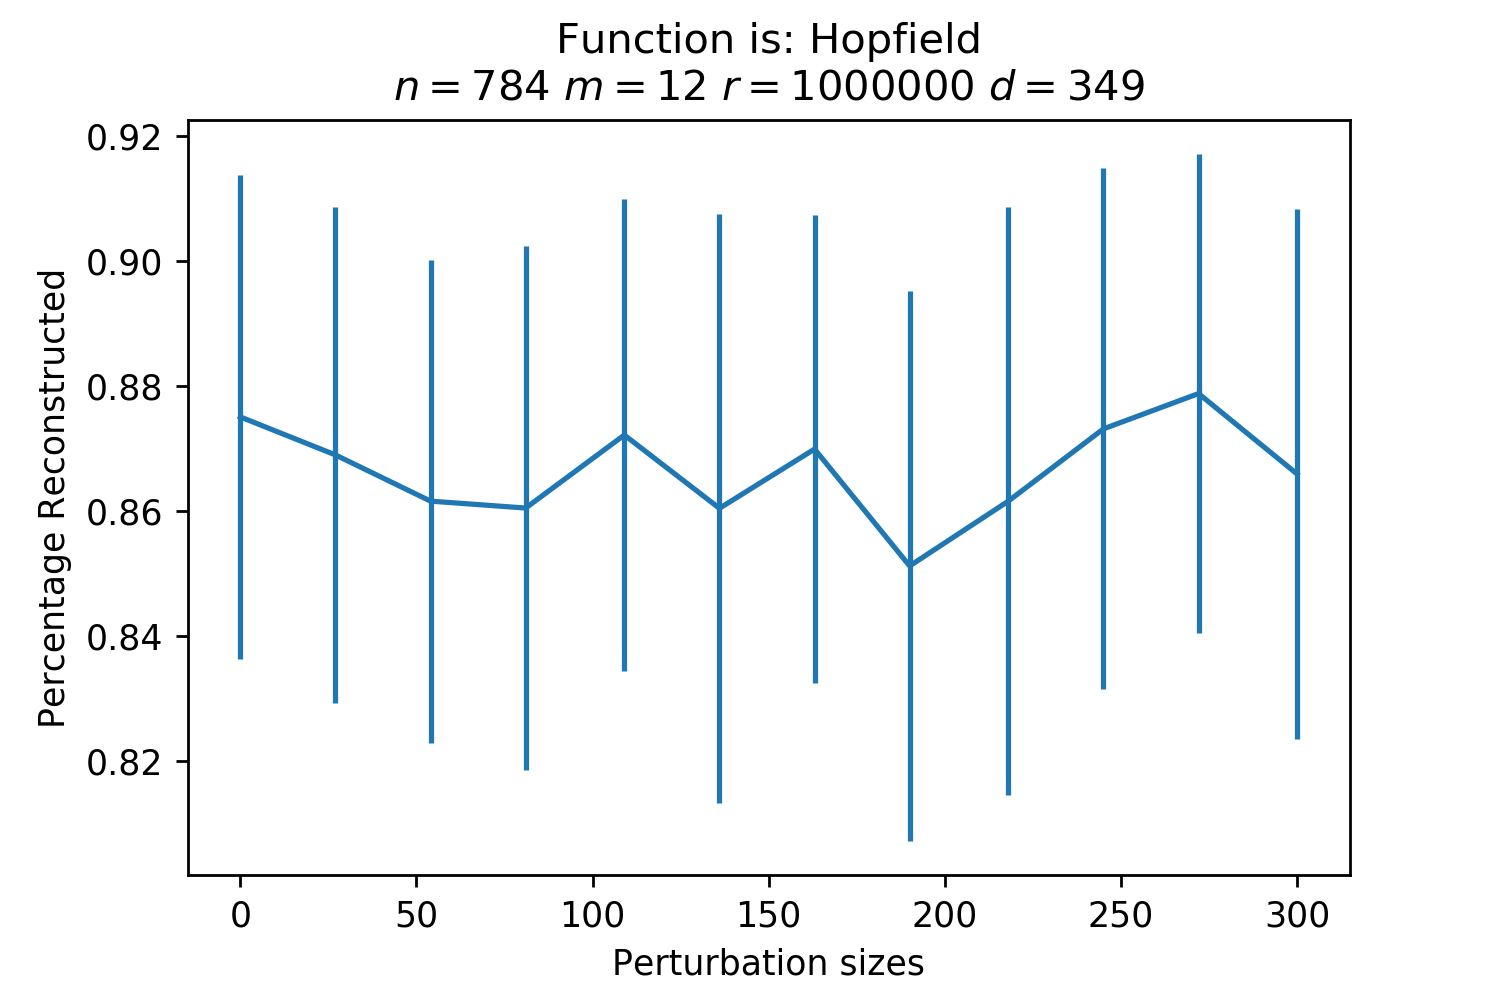 Function is: Hopfield
n = 784 m = 12 r = 1000000 d = 349
Percentage Reconstructed
0.92
0.90
0.88
0.86
0.84
0.82
0 50 100 150 200 250 300
Perturbation sizes